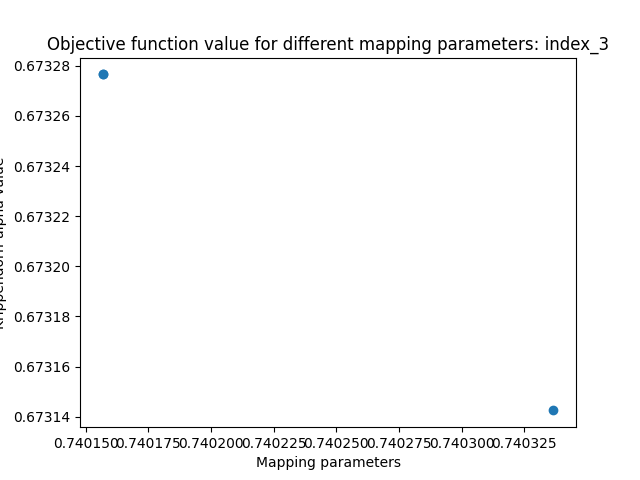 Objective function value for different mapping parameters: index_3
0.67328
0.67326
0.67324
0.67322
0.67320
0.67318
0.67316
0.67314
Krippendorff alpha value
0.740150 0.740175 0.740200 0.740225 0.740250 0.740275 0.740300 0.740325
Mapping parameters